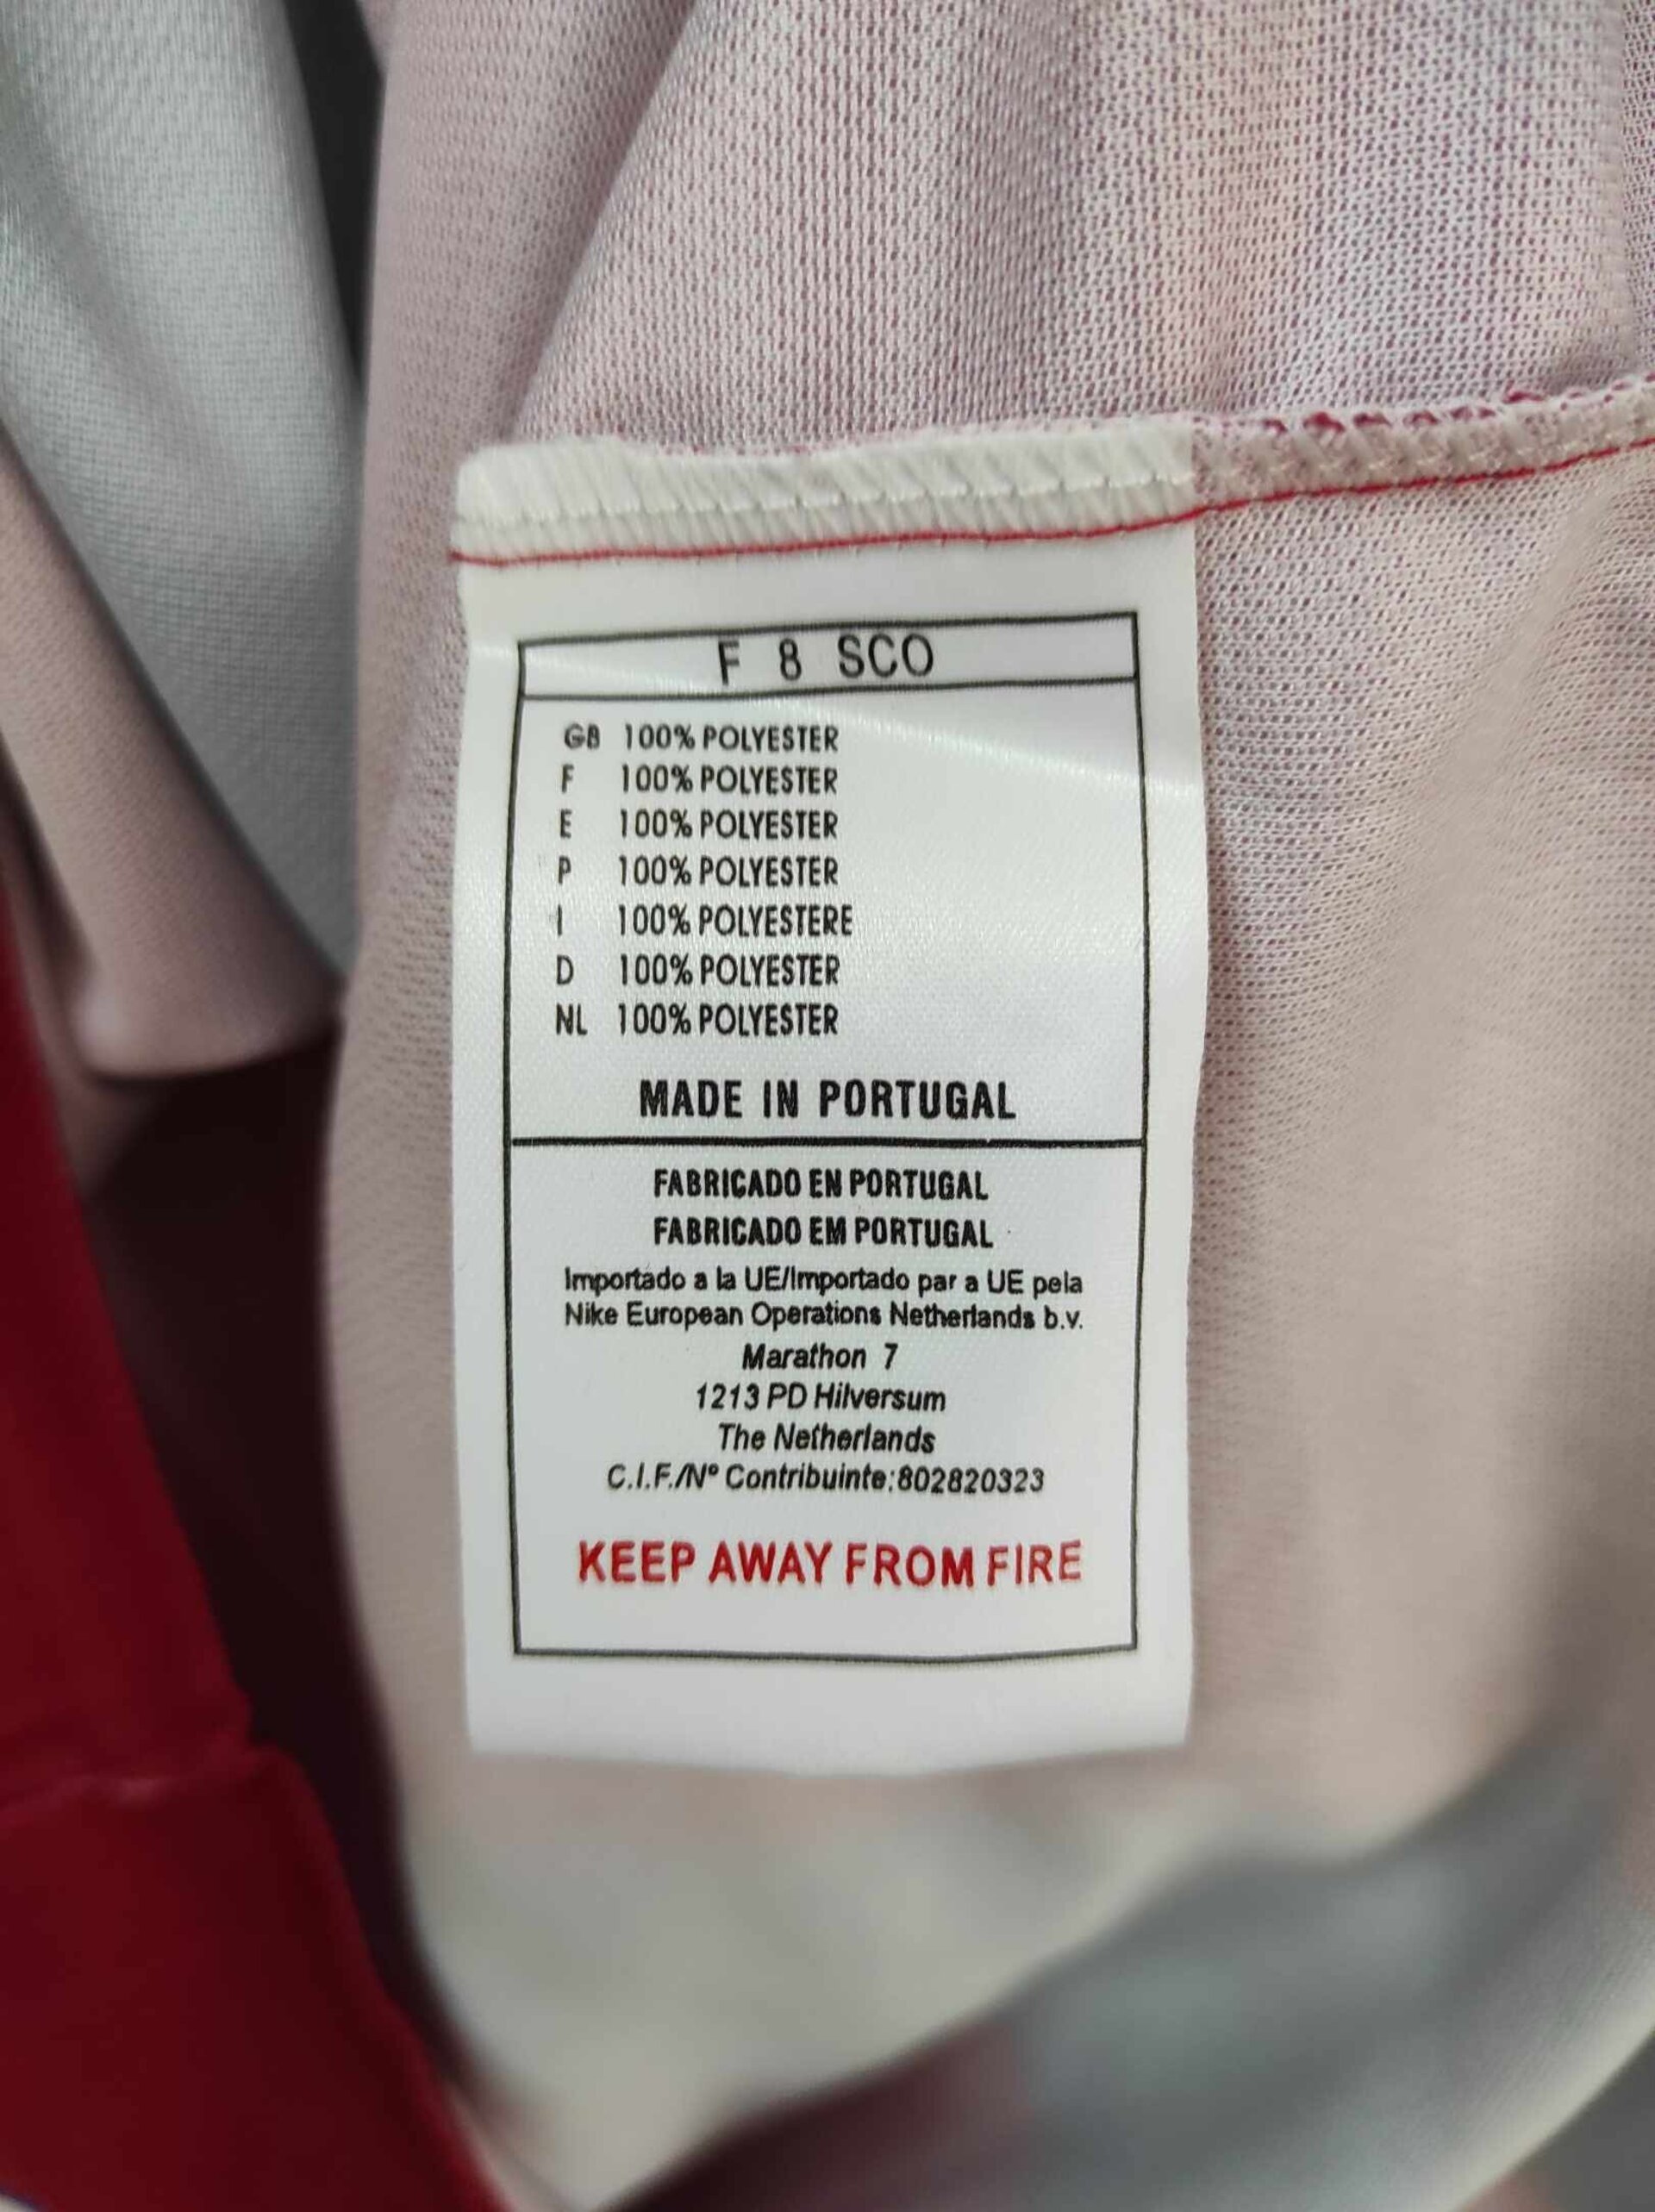 F 8 SCO
GB 100% POLYESTER
F 100% POLYESTER
E 100% POLYESTER
P 100% POLYESTER
I 100% POLYESTERE
D 100% POLYESTER
NL 100% POLYESTER
MADE IN PORTUGAL
FABRICADO EN PORTUGAL
FABRICADO EM PORTUGAL
Importado a la UE/Importado par a UE pela
Nike European Operations Netherlands b.v.
Marathon 7
1213 PD Hilversum
The Netherlands
C.I.F./Nº Contribuinte:802820323
KEEP AWAY FROM FIRE